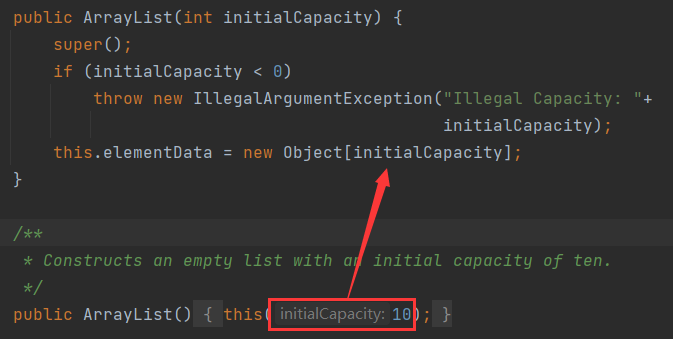 public ArrayList(int initialCapacity) {
super();
if (initialCapacity < 0)
throw new IllegalArgumentException("Illegal Capacity: "+
initialCapacity);
this.elementData = new Object[initialCapacity];
}
/**
* Constructs an empty list with an initial capacity of ten.
*/
public ArrayList() { this( initialCapacity: 10); }